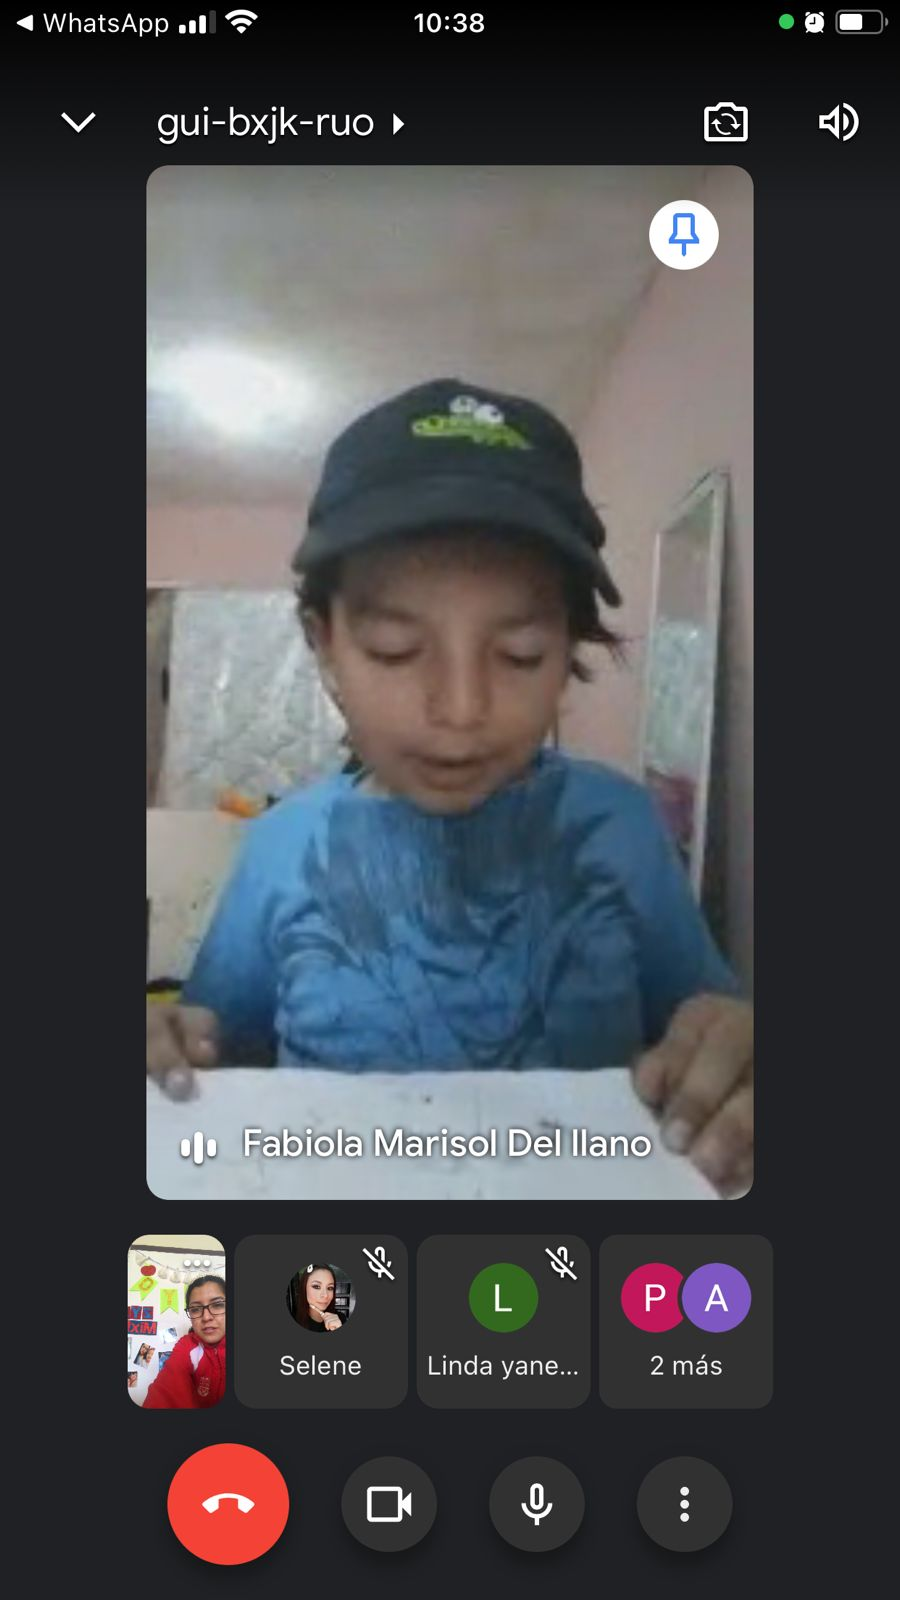 WhatsApp
10:38
gui-bxjk-ruo
Fabiola Marisol Del llano
Selene
L
Linda yane...
P
A
2 más